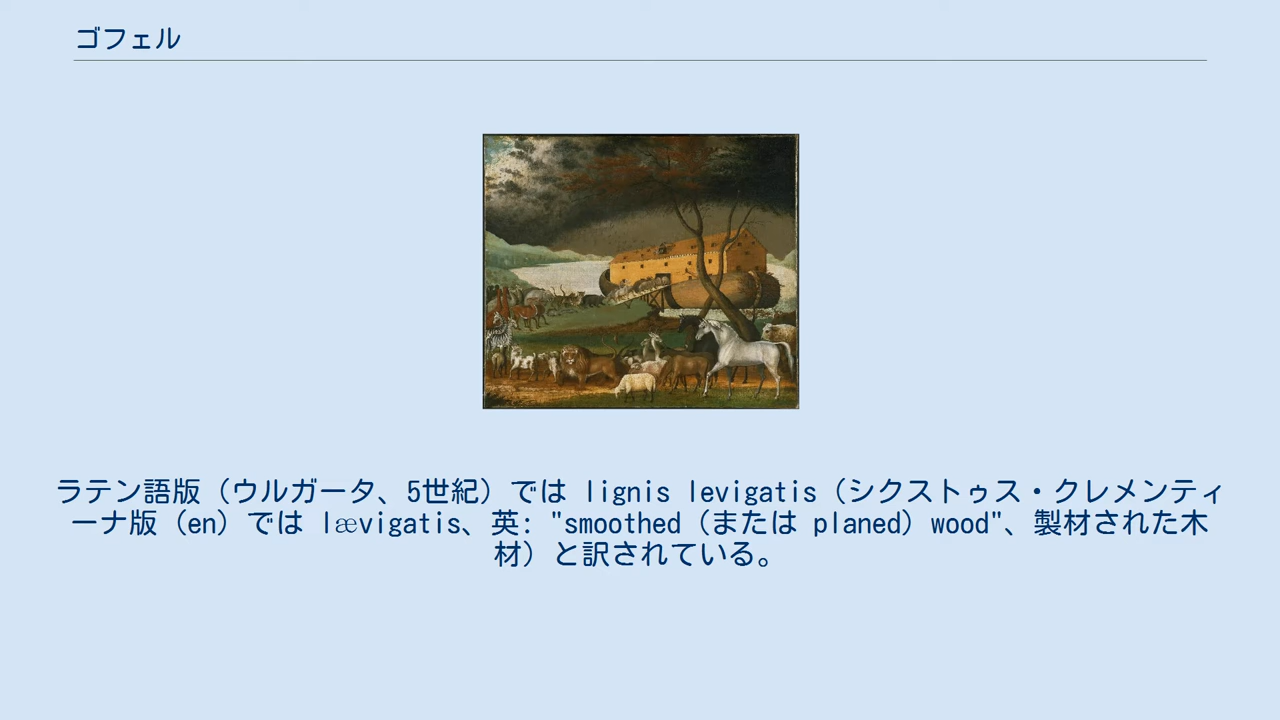 ゴフェル
ラテン語版（ウルガータ、5世紀）では lignis levigatis（シクストゥス・クレメンティ
ーナ版（en）では lævigatis、英: "smoothed（または planed）wood"、製材された木
材）と訳されている。